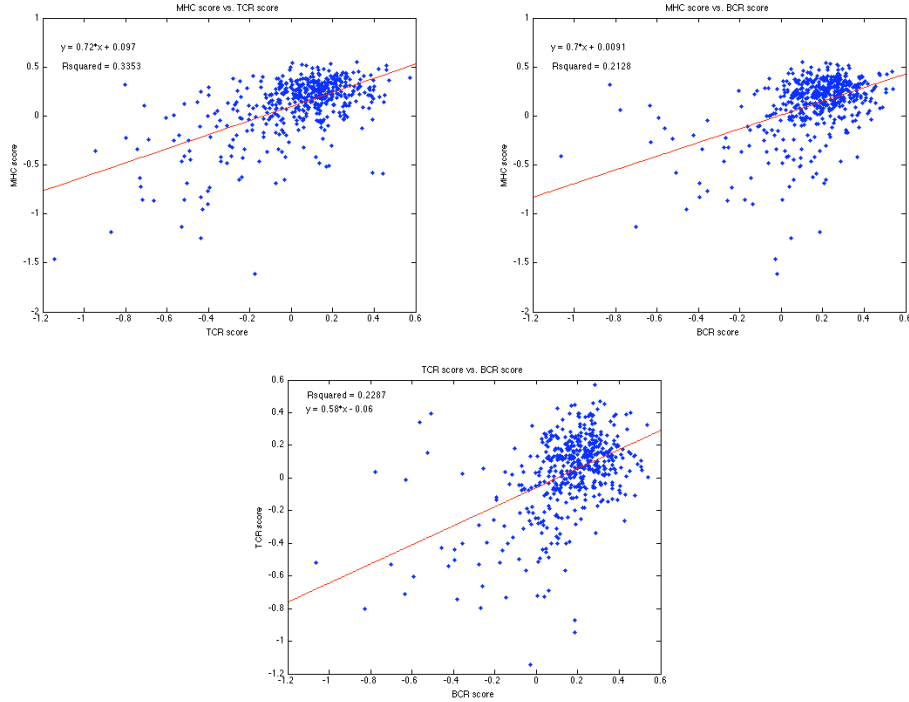 MHC score vs. TCR score
y = 0.72*x + 0.097
Rsquared = 0.3353
1
0.5
0
-0.5
-1
-1.5
-2
MHC score
-1.2 -1 -0.8 -0.6 -0.4 -0.2 0 0.2 0.4 0.6
TCR score
MHC score vs. BCR score
y = 0.7*x + 0.0091
Rsquared = 0.2128
1
0.5
0
-0.5
-1
-1.5
-2
MHC score
-1.2 -1 -0.8 -0.6 -0.4 -0.2 0 0.2 0.4 0.6
BCR score
TCR score vs. BCR score
Rsquared = 0.2287
y = 0.58*x - 0.06
0.6
0.4
0.2
0
-0.2
-0.4
-0.6
-0.8
-1
-1.2
TCR score
-1.2 -1 -0.8 -0.6 -0.4 -0.2 0 0.2 0.4 0.6
BCR score